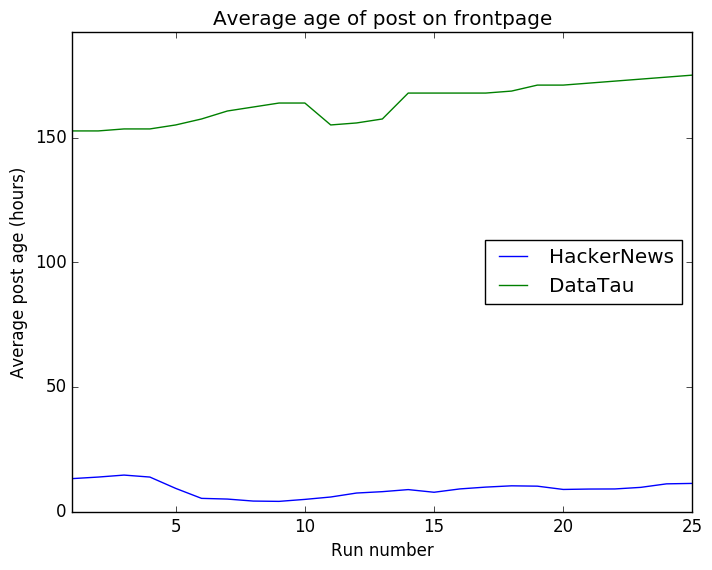 Average age of post on frontpage
Average post age (hours)
150
100
50
0
HackerNews
DataTau
5 10 15 20 25
Run number